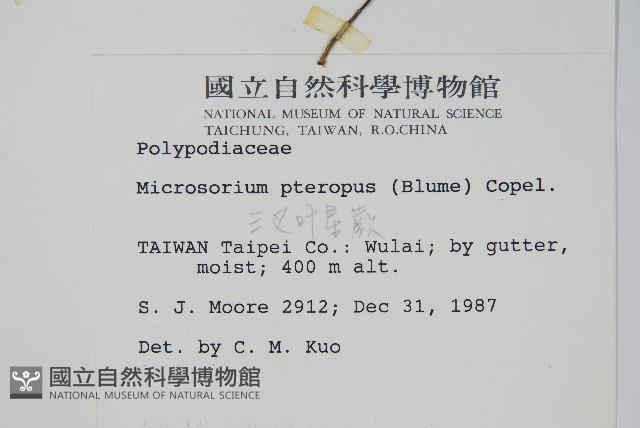 國立自然科學博物館
NATIONAL MUSEUM OF NATURAL SCIENCE
TAICHUNG, TAIWAN, R.O.CHINA
Polypodiaceae
Microsorium pteropus (Blume) Copel.
三叉叶星蕨
TAIWAN Taipei Co.: Wulai; by gutter,
moist; 400 m alt.
S. J. Moore 2912; Dec 31, 1987
Det. by C. M. Kuo
國立自然科學博物館
NATIONAL MUSEUM OF NATURAL SCIENCE